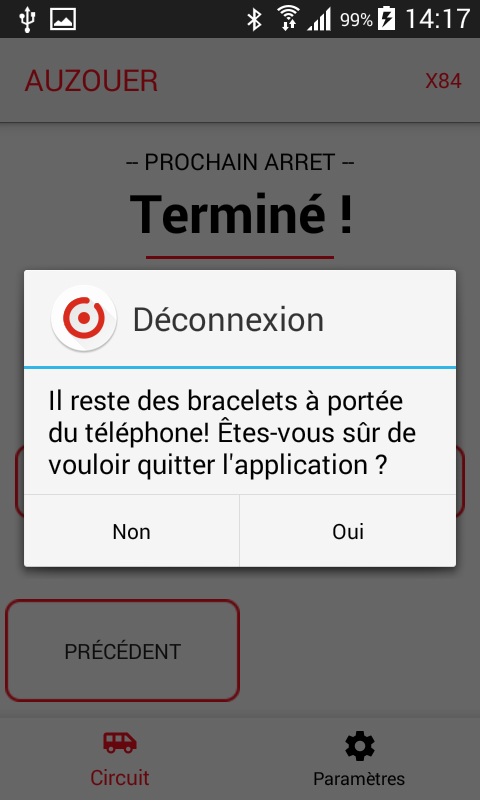 99% 14:17
AUZOUER
X84
-- PROCHAIN ARRET --
Terminé !
Déconnexion
Il reste des bracelets à portée
du téléphone! Êtes-vous sûr de
vouloir quitter l'application ?
Non
Oui
PRÉCÉDENT
Circuit
Paramètres